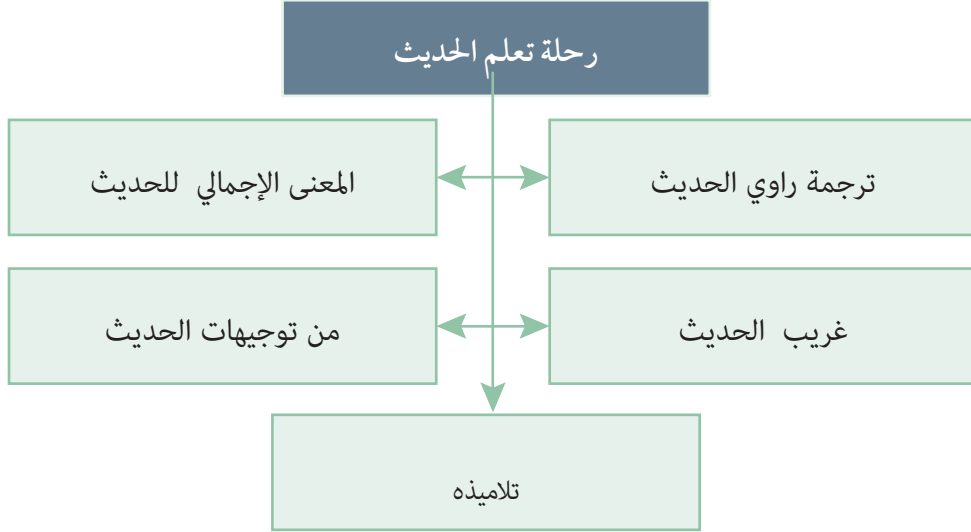 رحلة تعلم الحديث
ترجمة راوي الحديث
المعنى الإجمالي للحديث
غريب الحديث
من توجيهات الحديث
تلاميذه